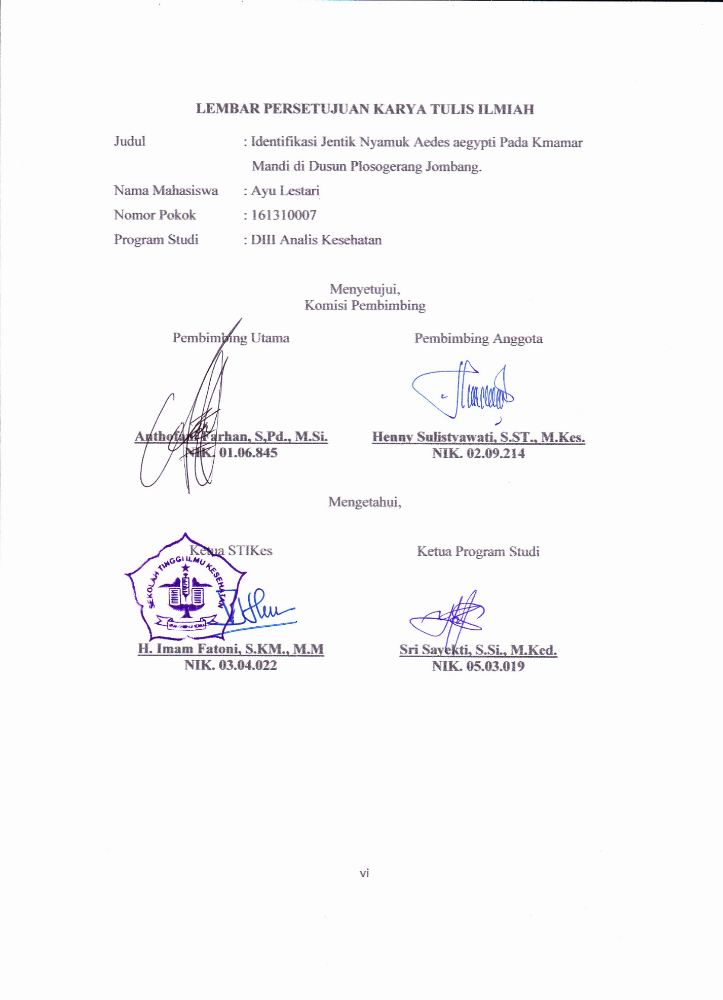 LEMBAR PERSETUJUAN KARYA TULIS ILMIAH
Judul : Identifikasi Jentik Nyamuk Aedes aegypti Pada Kmamar
Mandi di Dusun Plosogerang Jombang.
Nama Mahasiswa : Ayu Lestari
Nomor Pokok : 161310007
Program Studi : DIII Analis Kesehatan
Menyetujui,
Komisi Pembimbing
Pembimbing Utama Pembimbing Anggota
Farhan, S,Pd., M.Si. Henny Sulistyawati, S.ST., M.Kes.
NIK. 01.06.845 NIK. 02.09.214
Mengetahui,
Ketua STIKes Ketua Program Studi
SEKOLAH TINGGI ILMU KESEHATAN
H. Imam Fatoni, S.KM., M.M Sri Sayekti, S.Si., M.Ked.
NIK. 03.04.022 NIK. 05.03.019
vi